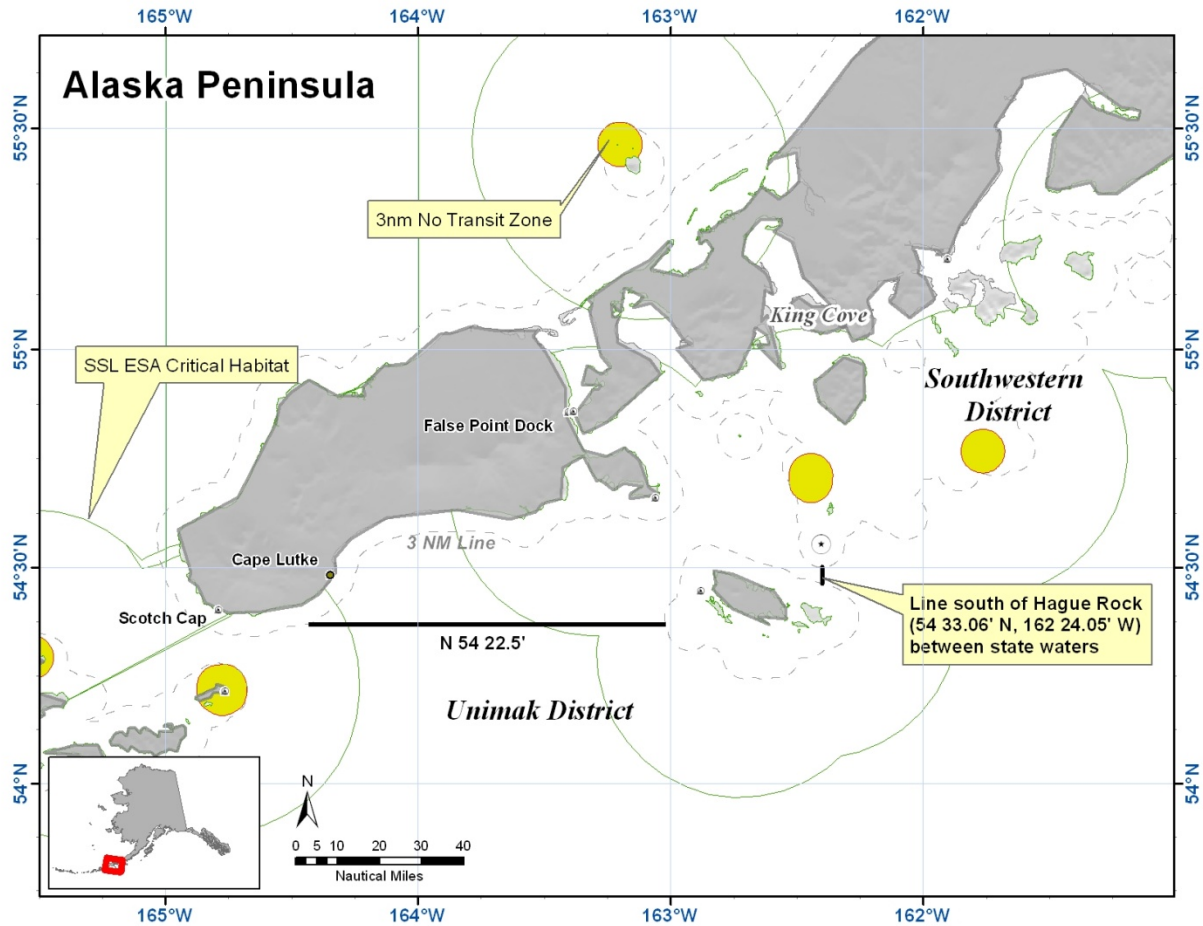 165°W 164°W 163°W 162°W
Alaska Peninsula
55°30'N 55°30'N
3nm No Transit Zone
King Cove
55°N 55°N
SSL ESA Critical Habitat
Southwestern
District
False Point Dock
3 NM Line
Cape Lutke
54°30'N 54°30'N
Scotch Cap
Line south of Hague Rock
(54 33.06' N, 162 24.05' W)
between state waters
N 54 22.5'
Unimak District
54°N 54°N
N
0 5 10 20 30 40
Nautical Miles
165°W 164°W 163°W 162°W